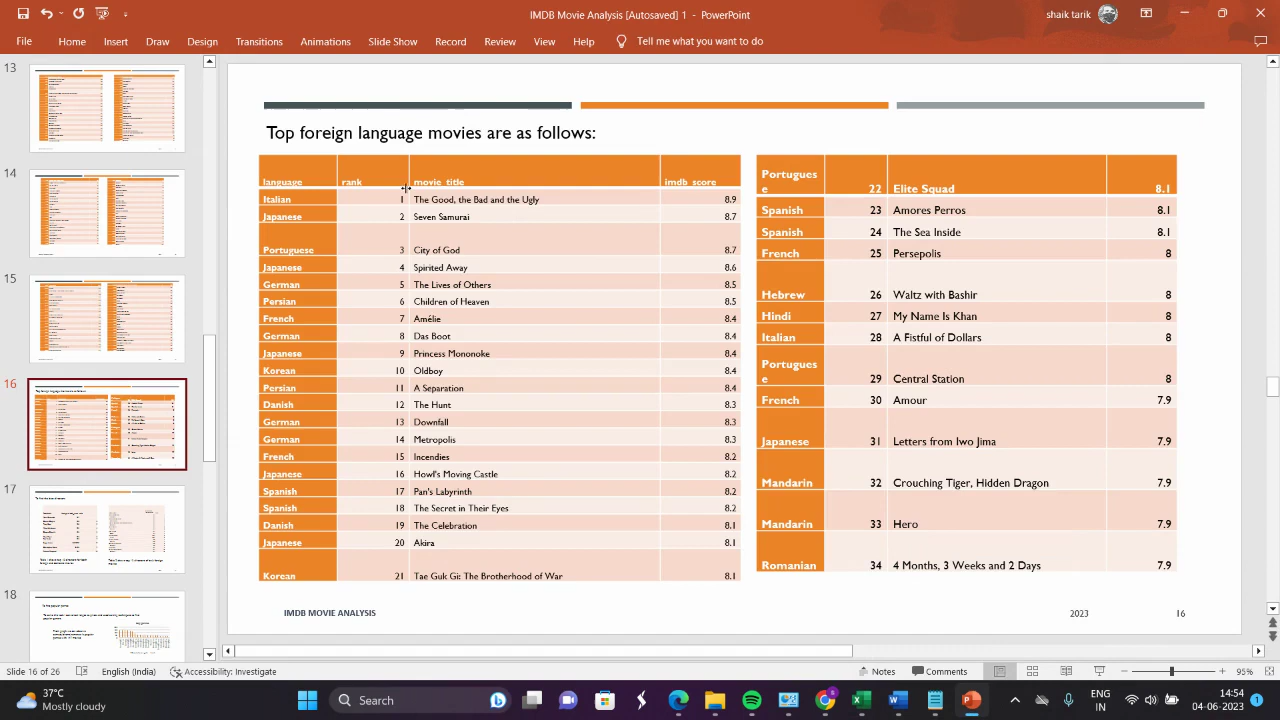 IMDB Movie Analysis [Autosaved] 1 - PowerPoint
shaik tarik
File Home Insert Draw Design Transitions Animations Slide Show Record Review View Help Tell me what you want to do
13
14
15
16
17
18
Top foreign language movies are as follows:
language rank movie_title imdb_score
Italian 1 The Good, the Bad and the Ugly 8.9
Japanese 2 Seven Samurai 8.7
Portuguese 3 City of God 8.7
Japanese 4 Spirited Away 8.6
German 5 The Lives of Others 8.5
Persian 6 Children of Heaven 8.5
French 7 Amélie 8.4
German 8 Das Boot 8.4
Japanese 9 Princess Mononoke 8.4
Korean 10 Oldboy 8.4
Persian 11 A Separation 8.4
Danish 12 The Hunt 8.3
German 13 Downfall 8.3
German 14 Metropolis 8.3
French 15 Incendies 8.2
Japanese 16 Howl's Moving Castle 8.2
Spanish 17 Pan's Labyrinth 8.2
Spanish 18 The Secret in Their Eyes 8.2
Danish 19 The Celebration 8.1
Japanese 20 Akira 8.1
Korean 21 Tae Guk Gi: The Brotherhood of War 8.1
Portugues
e 22 Elite Squad 8.1
Spanish 23 Amores Perros 8.1
Spanish 24 The Sea Inside 8.1
French 25 Persepolis 8
Hebrew 26 Waltz with Bashir 8
Hindi 27 My Name Is Khan 8
Italian 28 A Fistful of Dollars 8
Portugues
e 29 Central Station 8
French 30 Amour 7.9
Japanese 31 Letters from Iwo Jima 7.9
Mandarin 32 Crouching Tiger, Hidden Dragon 7.9
Mandarin 33 Hero 7.9
Romanian 34 4 Months, 3 Weeks and 2 Days 7.9
IMDB MOVIE ANALYSIS 2023 16
Slide 16 of 26 English (India) Accessibility: Investigate Notes Comments 95%
37°C
Mostly cloudy
Search
8
ENG
IN
14:54
04-06-2023
1